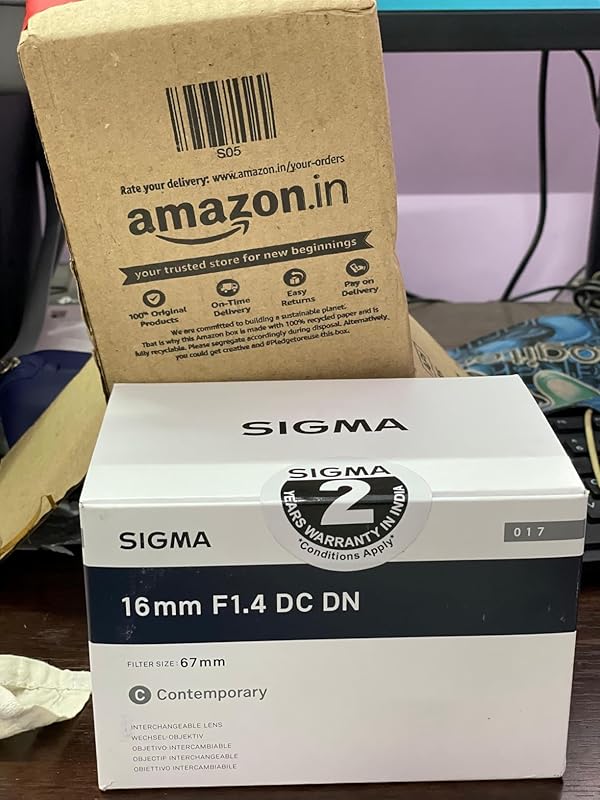 S05
Rate your delivery: www.amazon.in/your-orders
amazon.in
your trusted store for new beginnings
100% Original
Products
On-Time
Delivery
Easy
Returns
Pay on
Delivery
We are committed to building a sustainable planet.
That is why this Amazon box is made with 100% recycled paper and is
fully recyclable. Please segregate accordingly during disposal. Alternatively,
you could get creative and #Pledgetoreuse this box.
SIGMA
SIGMA
2
YEARS WARRANTY IN INDIA
*Conditions Apply*
SIGMA
017
16mm F1.4 DC DN
FILTER SIZE: 67mm
C Contemporary
INTERCHANGEABLE LENS
WECHSEL-OBJEKTIV
OBJETIVO INTERCAMBIABLE
OBJECTIF INTERCHANGEABLE
OBIETTIVO INTERCAMBIABILE